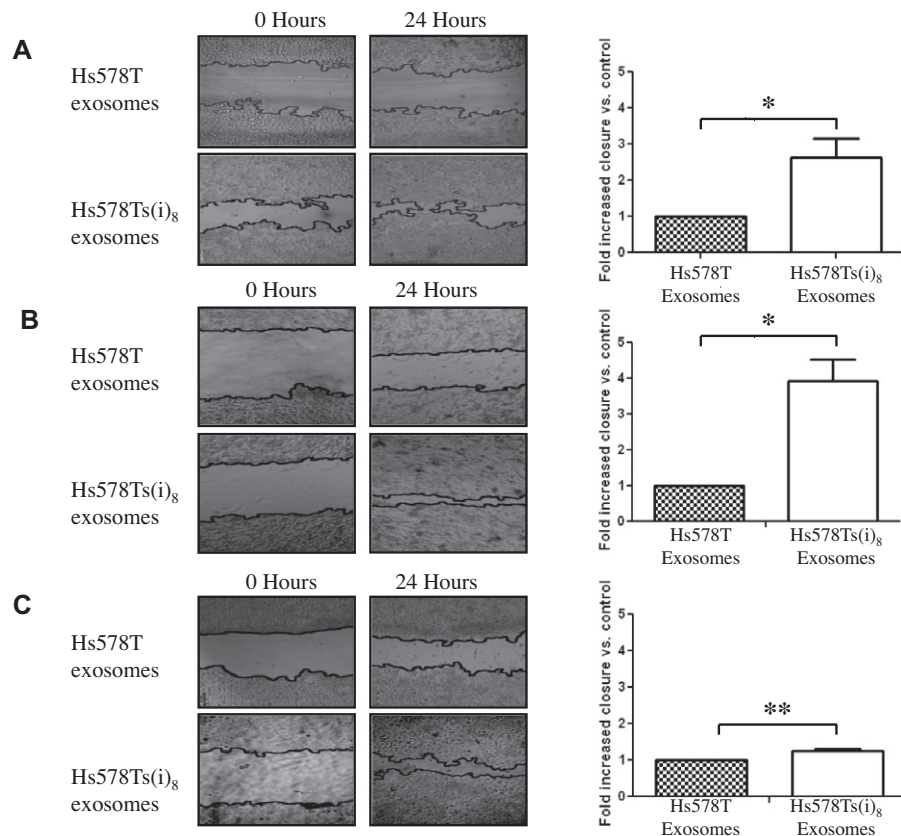 0 Hours 24 Hours
A
Hs578T
exosomes
Hs578Ts(i)8
exosomes
Fold increased closure vs. control
5
4
3
2
1
0
*
Hs578T
Exosomes
Hs578Ts(i)8
Exosomes
0 Hours 24 Hours
B
Hs578T
exosomes
Hs578Ts(i)8
exosomes
Fold increased closure vs. control
5
4
3
2
1
0
*
Hs578T
Exosomes
Hs578Ts(i)8
Exosomes
0 Hours 24 Hours
C
Hs578T
exosomes
Hs578Ts(i)8
exosomes
Fold increased closure vs. control
5
4
3
2
1
0
**
Hs578T
Exosomes
Hs578Ts(i)8
Exosomes